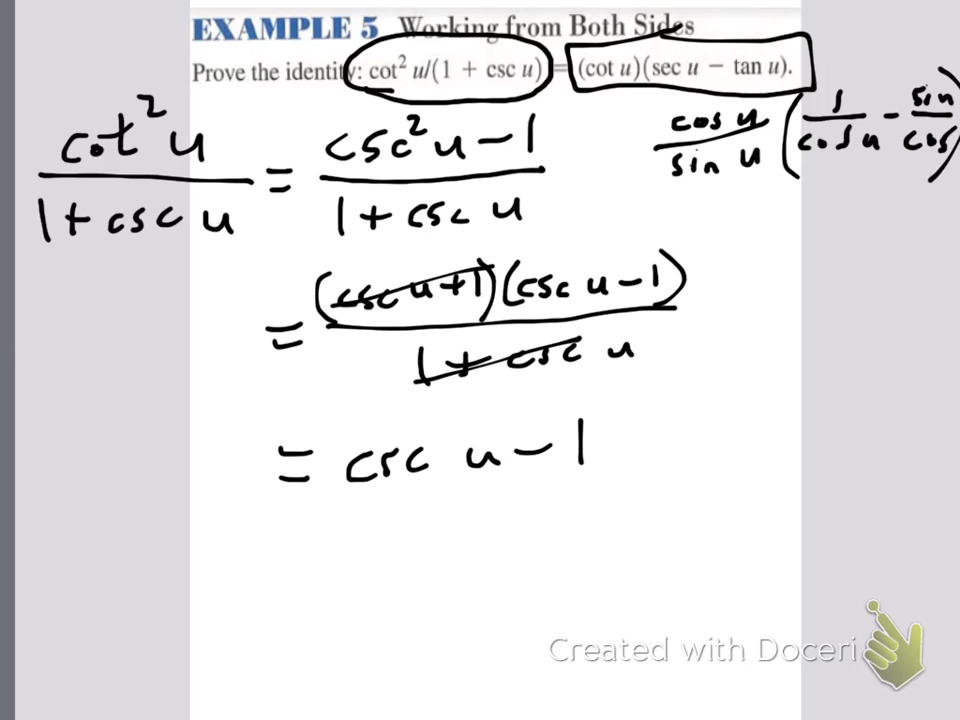 EXAMPLE 5 Working from Both Sides
Prove the identity: cot² u/(1 + csc u) = (cot u)(sec u − tan u).
cot² u / 1 + csc u = csc² u − 1 / 1 + csc u
cos u / sin u ( 1 / cos u − sin / cos )
= (csc u + 1)(csc u − 1) / 1 + csc u
= csc u − 1
Created with Doceri